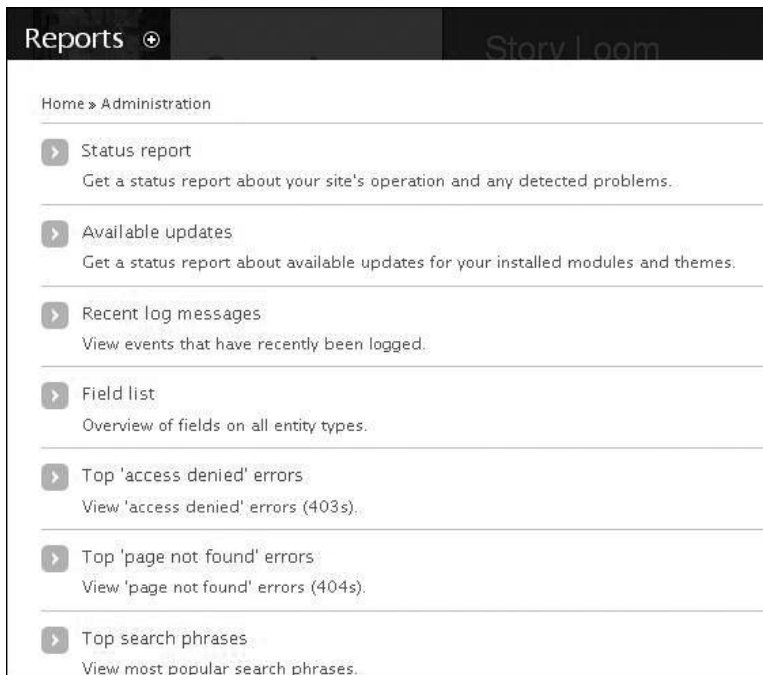 Reports
Story Loom
Home » Administration
Status report
Get a status report about your site's operation and any detected problems.
Available updates
Get a status report about available updates for your installed modules and themes.
Recent log messages
View events that have recently been logged.
Field list
Overview of fields on all entity types.
Top 'access denied' errors
View 'access denied' errors (403s).
Top 'page not found' errors
View 'page not found' errors (404s).
Top search phrases
View most popular search phrases.